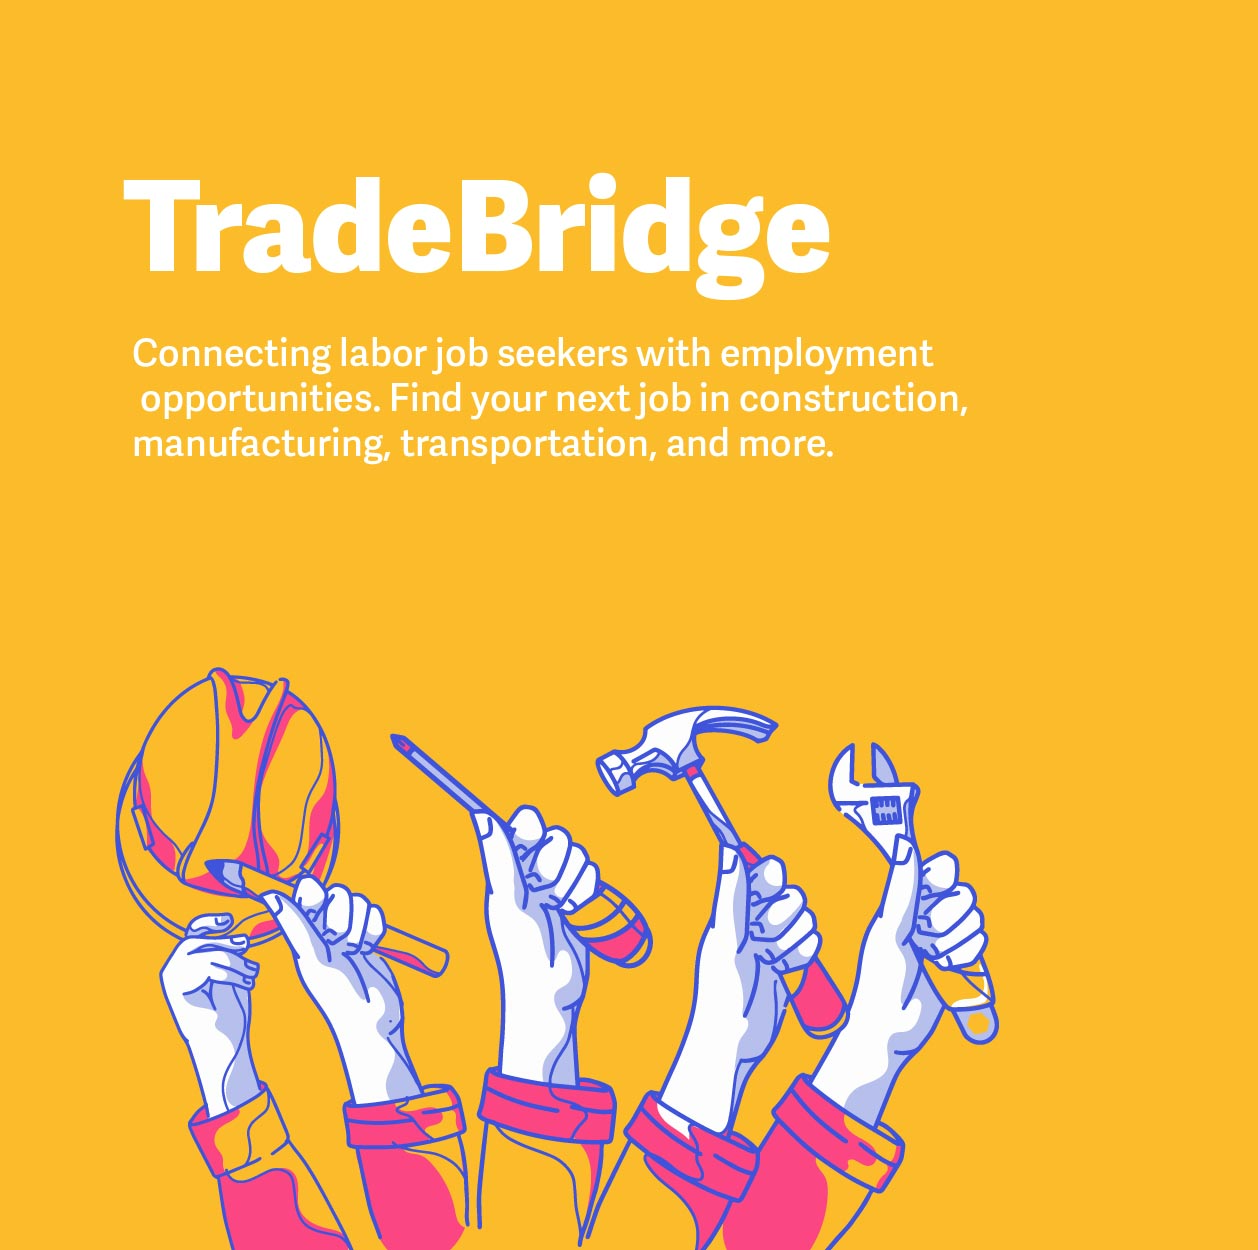 TradeBridge
Connecting labor job seekers with employment
opportunities. Find your next job in construction,
manufacturing, transportation, and more.